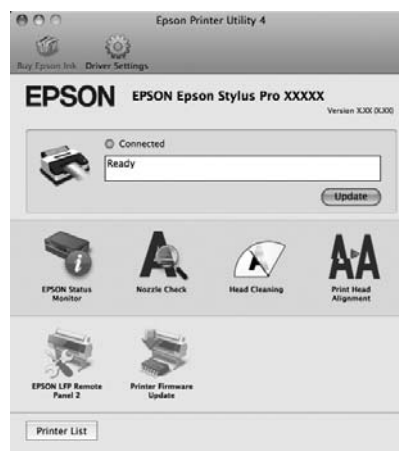 Epson Printer Utility 4
Buy Epson Ink Driver Settings
EPSON EPSON Epson Stylus Pro XXXXX
Version X.XX (X.XX)
Connected
Ready
Update
EPSON Status
Monitor
Nozzle Check
Head Cleaning
Print Head
Alignment
EPSON LFP Remote
Panel 2
Printer Firmware
Update
Printer List